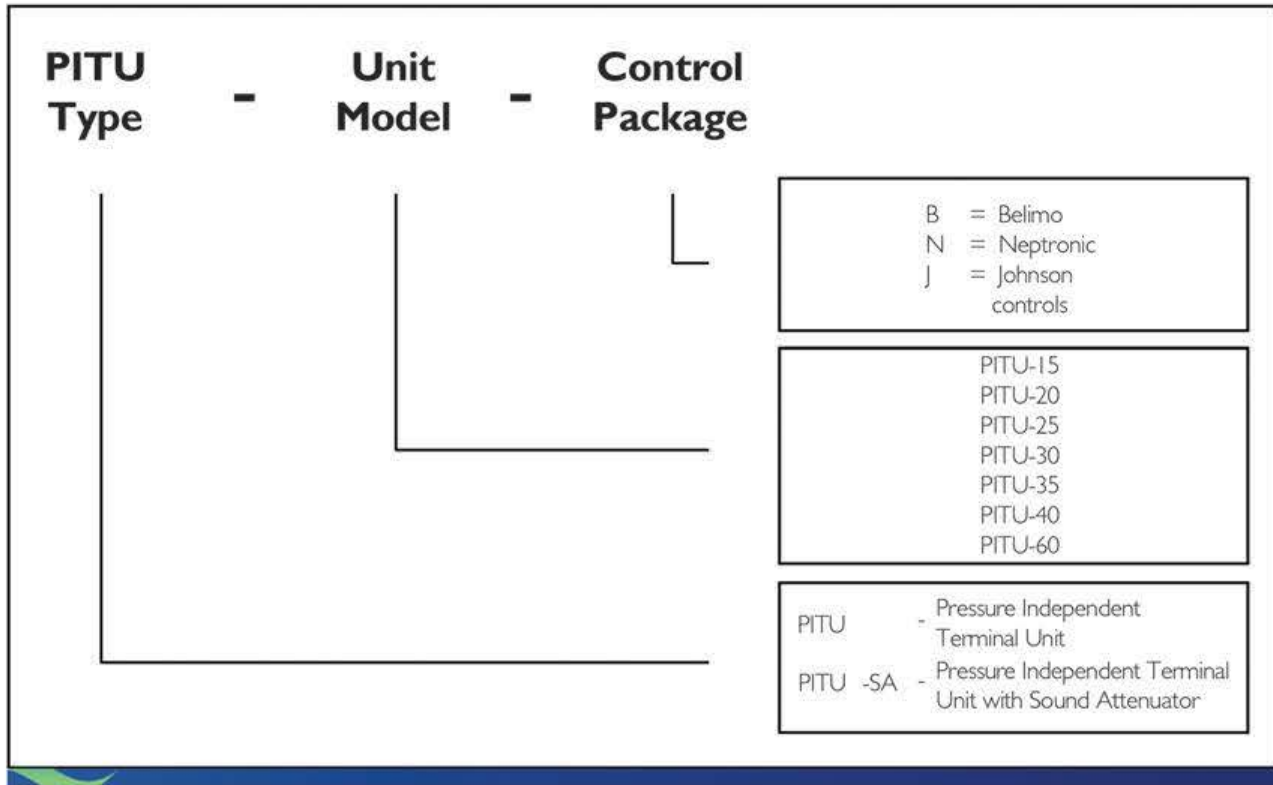 PITU Type - Unit Model - Control Package
B = Belimo
N = Neptronic
J = Johnson
controls
PITU-15
PITU-20
PITU-25
PITU-30
PITU-35
PITU-40
PITU-60
PITU - Pressure Independent
Terminal Unit
PITU -SA - Pressure Independent Terminal
Unit with Sound Attenuator